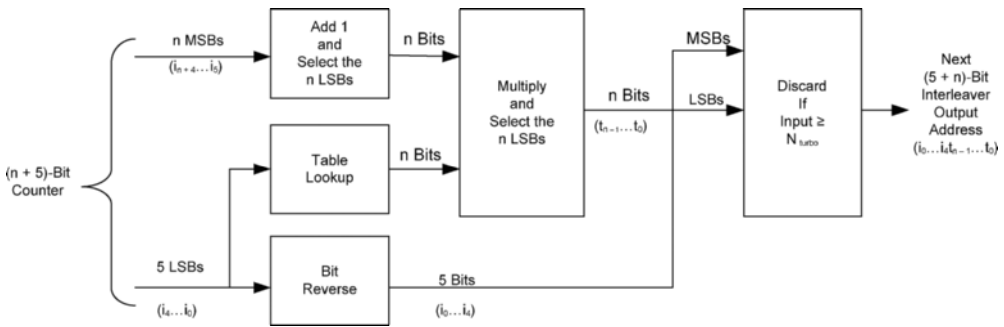 (n + 5)-Bit
Counter
n MSBs
(iₙ₊₄…i₅)
5 LSBs
(i₄…i₀)
Add 1
and
Select the
n LSBs
n Bits
Table
Lookup
n Bits
Bit
Reverse
5 Bits
(i₀…i₄)
Multiply
and
Select the
n LSBs
n Bits
(tₙ₋₁…t₀)
MSBs
LSBs
Discard
If
Input ≥
N turbo
Next
(5 + n)-Bit
Interleaver
Output
Address
(i₀…i₄tₙ₋₁…t₀)